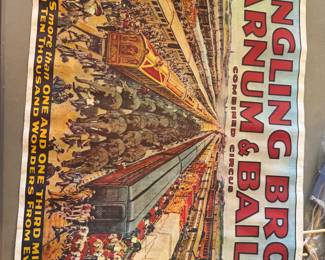 NGLING BRO
ARNUM & BAIL
COMBINED CIRCUS
S more than ONE AND ONE THIRD MI
TEN THOUSAND WONDERS FROM E